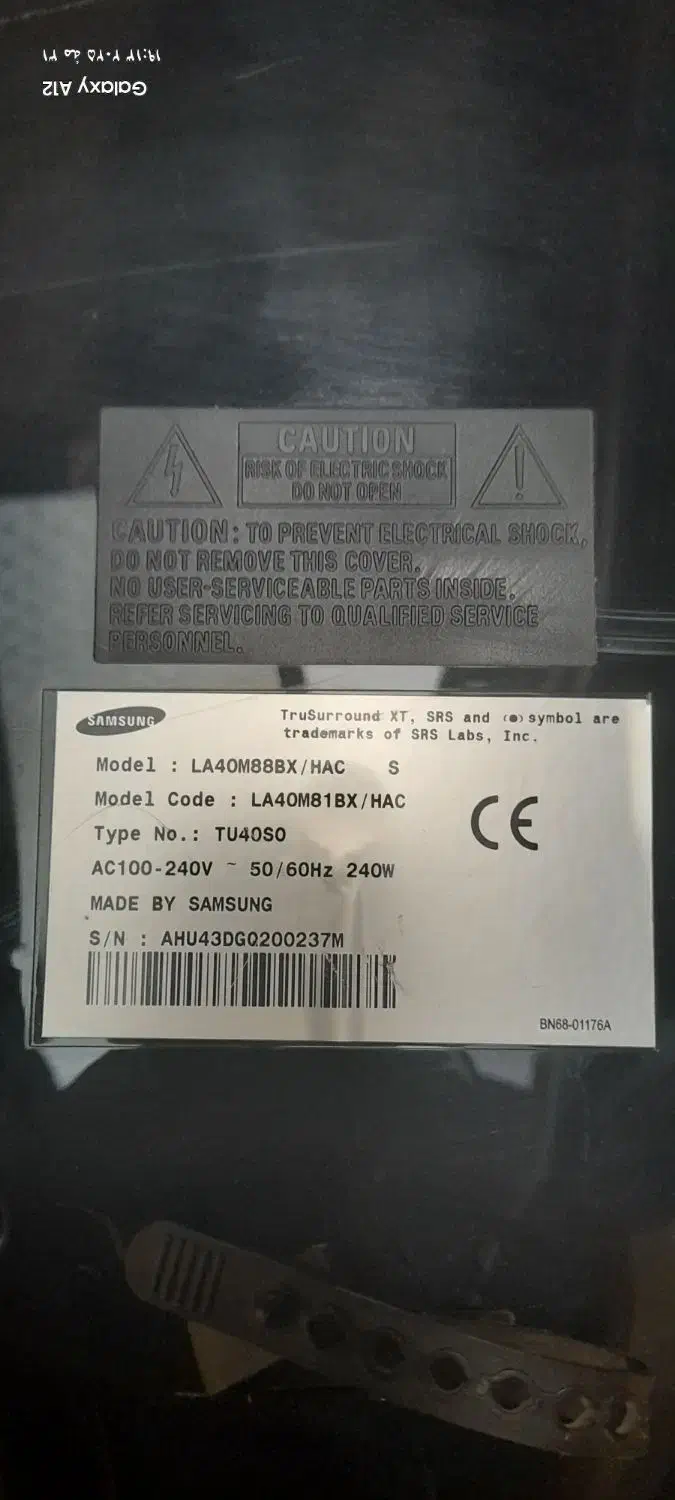 Galaxy A12
CAUTION
RISK OF ELECTRIC SHOCK
DO NOT OPEN
CAUTION: TO PREVENT ELECTRICAL SHOCK,
DO NOT REMOVE THIS COVER.
NO USER-SERVICEABLE PARTS INSIDE.
REFER SERVICING TO QUALIFIED SERVICE
PERSONNEL.
SAMSUNG
TruSurround XT, SRS and (●) symbol are
trademarks of SRS Labs, Inc.
Model : LA40M88BX/HAC S
Model Code : LA40M81BX/HAC
Type No.: TU40SO
AC100-240V ~ 50/60Hz 240W
MADE BY SAMSUNG
S/N : AHU43DGQ200237M
CE
BN68-01176A